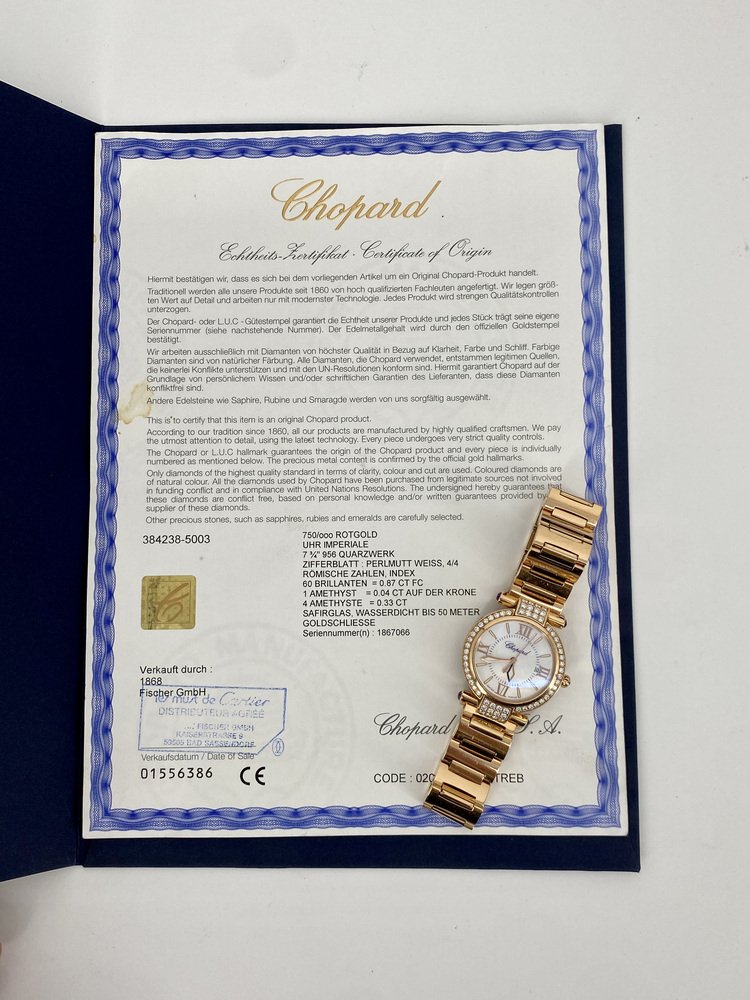 Chopard
Echtheits-Zertifikat · Certificate of Origin
Hiermit bestätigen wir, dass es sich bei dem vorliegenden Artikel um ein Original Chopard-Produkt handelt.
Traditionell werden alle unsere Produkte seit 1860 von hoch qualifizierten Fachleuten angefertigt. Wir legen größ-
ten Wert auf Detail und arbeiten nur mit modernster Technologie. Jedes Produkt wird strengen Qualitätskontrollen
unterzogen.
Der Chopard- oder L.U.C -Gütestempel garantiert die Echtheit unserer Produkte und jedes Stück trägt seine eigene
Seriennummer (siehe nachstehende Nummer). Der Edelmetallgehalt wird durch den offiziellen Goldstempel
bestätigt.
Wir arbeiten ausschließlich mit Diamanten von höchster Qualität in Bezug auf Klarheit, Farbe und Schliff. Farbige
Diamanten sind von natürlicher Färbung. Alle Diamanten, die Chopard verwendet, entstammen legitimen Quellen,
die keinerlei Konflikte unterstützen und mit den UN-Resolutionen konform sind. Hiermit garantiert Chopard auf der
Grundlage von persönlichem Wissen und/oder schriftlichen Garantien des Lieferanten, dass diese Diamanten
konfliktfrei sind.
Andere Edelsteine wie Saphire, Rubine und Smaragde werden von uns sorgfältig ausgewählt.
This is to certify that this item is an original Chopard product.
According to our tradition since 1860, all our products are manufactured by highly qualified craftsmen. We pay
the utmost attention to detail, using the latest technology. Every piece undergoes very strict quality controls.
The Chopard or L.U.C hallmark guarantees the origin of the Chopard product and every piece is individually
numbered as mentioned below. The precious metal content is confirmed by the official gold hallmarks.
Only diamonds of the highest quality standard in terms of clarity, colour and cut are used. Coloured diamonds are
of natural colour. All the diamonds used by Chopard have been purchased from legitimate sources not involved
in funding conflict and in compliance with United Nations Resolutions. The undersigned hereby guarantees that
these diamonds are conflict free, based on personal knowledge and/or written guarantees provided by
supplier of these diamonds.
Other precious stones, such as sapphires, rubies and emeralds are carefully selected.
384238-5003
750/ooo ROTGOLD
UHR IMPERIALE
7 ¾" 956 QUARZWERK
ZIFFERBLATT : PERLMUTT WEISS, 4/4
RÖMISCHE ZAHLEN, INDEX
60 BRILLANTEN = 0.87 CT FC
1 AMETHYST = 0.04 CT AUF DER KRONE
4 AMETHYSTE = 0.33 CT
SAFIRGLAS, WASSERDICHT BIS 50 METER
GOLDSCHLIESSE
Seriennummer(n) : 1867066
Chopard
Verkauft durch :
1868
Fischer GmbH
les must de Cartier
DISTRIBUTEUR AGRÉÉ
FISCHER GMBH
KAISERSTRASSE 9
59505 BAD SASSENDORF
Chopard S.A.
Verkaufsdatum / Date of Sale
01556386 CE
CODE : 020 TREB